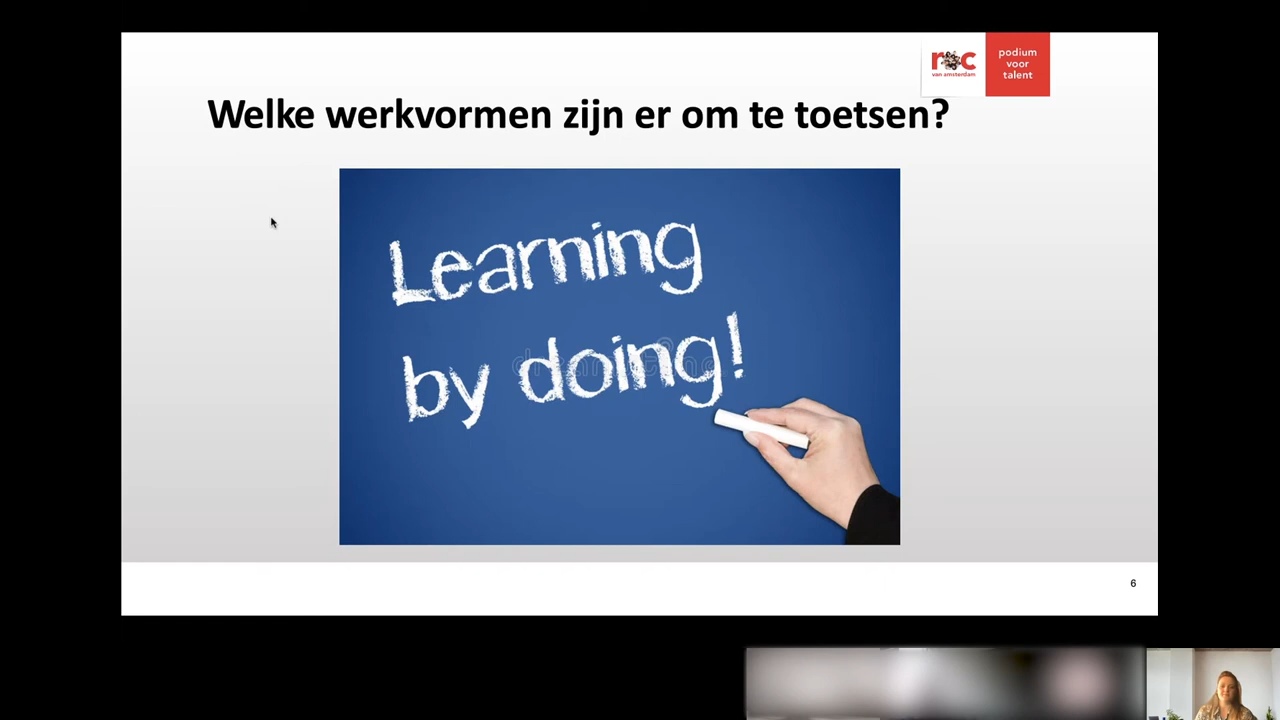 roc
van amsterdam
podium
voor
talent
Welke werkvormen zijn er om te toetsen?
Learning
by doing!
6